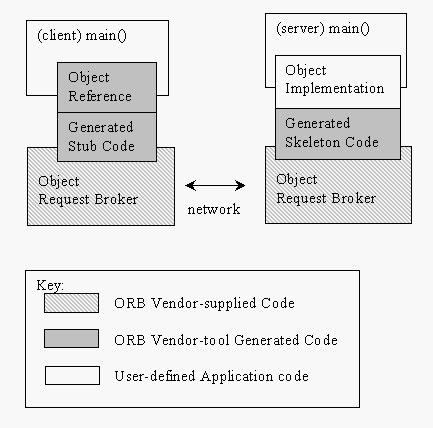 (client) main()
Object
Reference
Generated
Stub Code
Object
Request Broker
network
(server) main()
Object
Implementation
Generated
Skeleton Code
Object
Request Broker
Key:
ORB Vendor-supplied Code
ORB Vendor-tool Generated Code
User-defined Application code